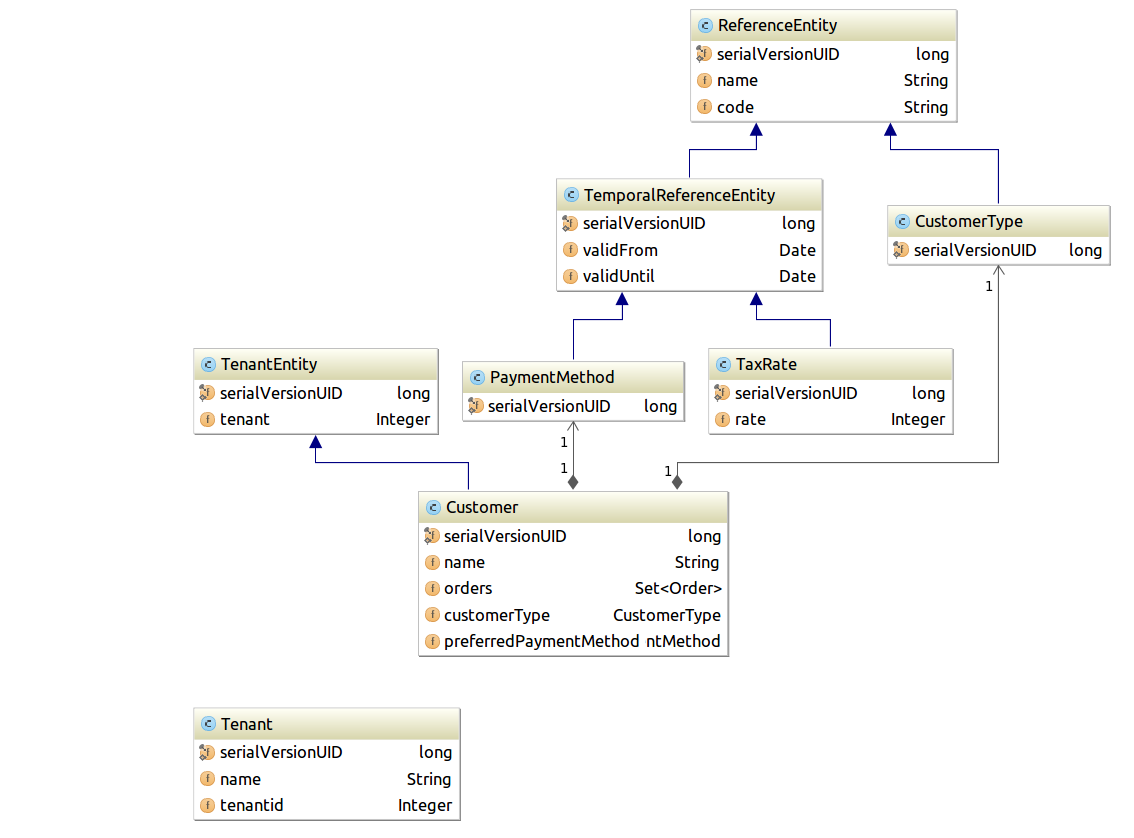 ReferenceEntity
serialVersionUID long
name String
code String
TemporalReferenceEntity
serialVersionUID long
validFrom Date
validUntil Date
CustomerType
serialVersionUID long
1
TenantEntity
serialVersionUID long
tenant Integer
PaymentMethod
serialVersionUID long
TaxRate
serialVersionUID long
rate Integer
1
1
1
Customer
serialVersionUID long
name String
orders Set<Order>
customerType CustomerType
preferredPaymentMethod ntMethod
Tenant
serialVersionUID long
name String
tenantid Integer